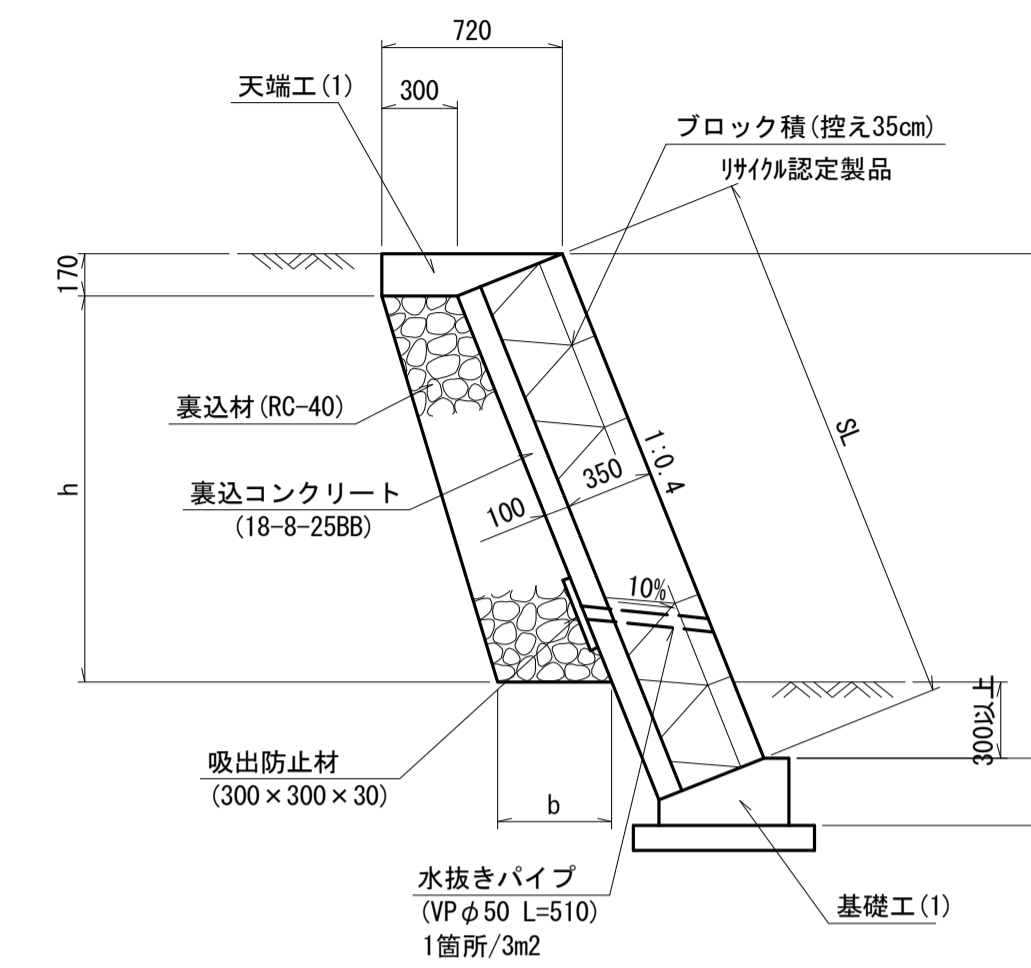 720
天端工(1)
300
ブロック積(控え35cm)
ﾘｻｲｸﾙ認定製品
170
裏込材(RC-40)
SL
1:0.4
h
裏込コンクリート
(18-8-25BB)
350
100
10%
300以上
吸出防止材
(300×300×30)
b
水抜きパイプ
(VPφ50 L=510)
1箇所/3m2
基礎工(1)